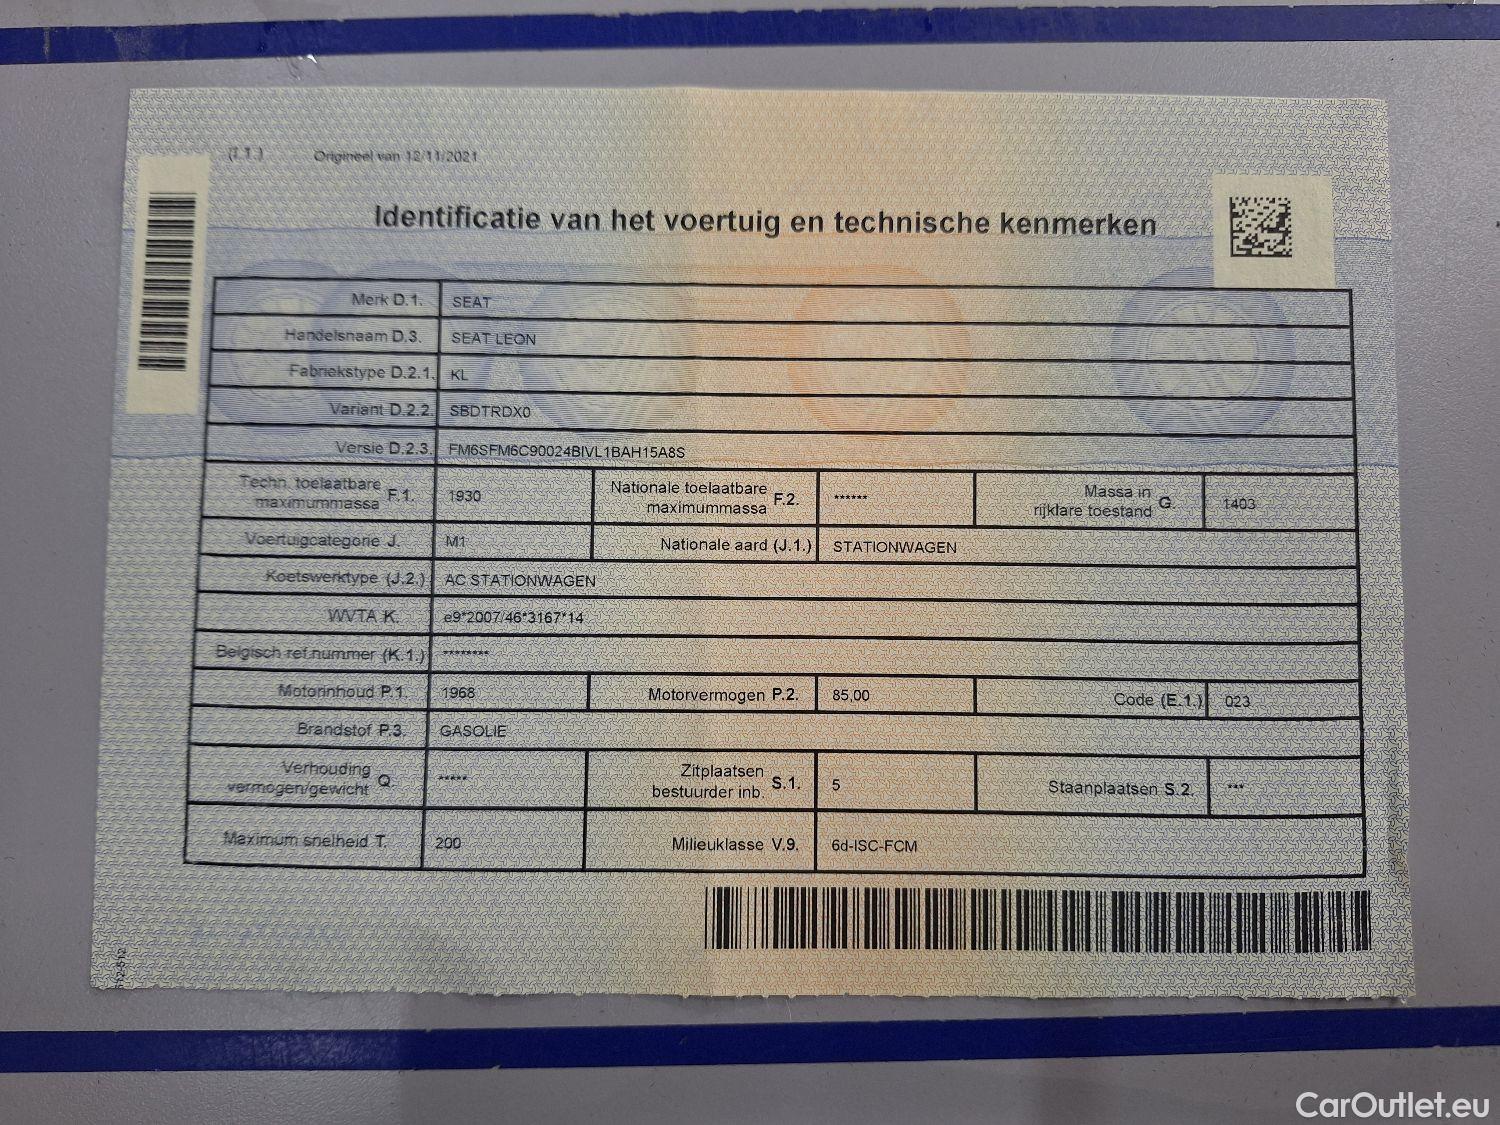 (I.1.) Origineel van 12/11/2021
Identificatie van het voertuig en technische kenmerken
Merk D.1. SEAT
Handelsnaam D.3. SEAT LEON
Fabriekstype D.2.1. KL
Variant D.2.2. SBDTRDX0
Versie D.2.3. FM6SFM6C90024BIVL1BAH15A8S
Techn. toelaatbare maximummassa F.1. 1930 Nationale toelaatbare maximummassa F.2. ****** Massa in rijklare toestand G. 1403
Voertuigcategorie J. M1 Nationale aard (J.1.) STATIONWAGEN
Koetswerktype (J.2.) AC STATIONWAGEN
WVTA K. e9*2007/46*3167*14
Belgisch ref.nummer (K.1.) ********
Motorinhoud P.1. 1968 Motorvermogen P.2. 85,00 Code (E.1.) 023
Brandstof P.3. GASOLIE
Verhouding vermogen/gewicht Q. ***** Zitplaatsen bestuurder inb. S.1. 5 Staanplaatsen S.2. ***
Maximum snelheid T. 200 Milieuklasse V.9. 6d-ISC-FCM
CarOutlet.eu